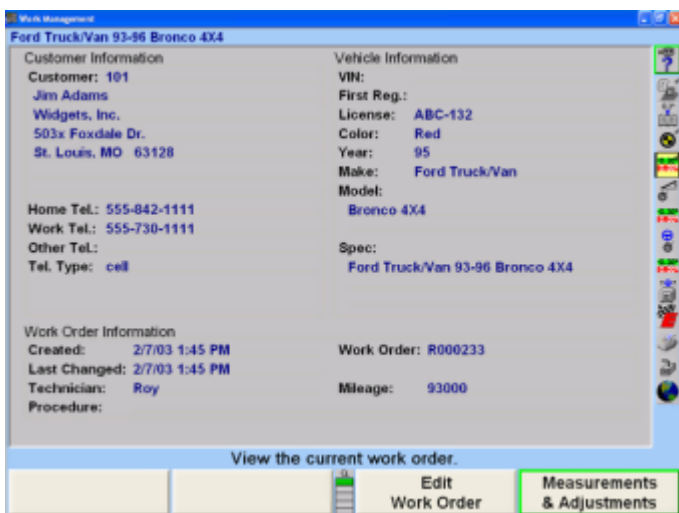 Work Management
Ford Truck/Van 93-96 Bronco 4X4
Customer Information
Customer: 101
Jim Adams
Widgets, Inc.
503x Foxdale Dr.
St. Louis, MO 63128
Home Tel.: 555-842-1111
Work Tel.: 555-730-1111
Other Tel.:
Tel. Type: cell
Vehicle Information
VIN:
First Reg.:
License: ABC-132
Color: Red
Year: 95
Make: Ford Truck/Van
Model:
Bronco 4X4
Spec:
Ford Truck/Van 93-96 Bronco 4X4
Work Order Information
Created: 2/7/03 1:45 PM
Last Changed: 2/7/03 1:45 PM
Technician: Roy
Procedure:
Work Order: R000233
Mileage: 93000
View the current work order.
Edit
Work Order
Measurements
& Adjustments